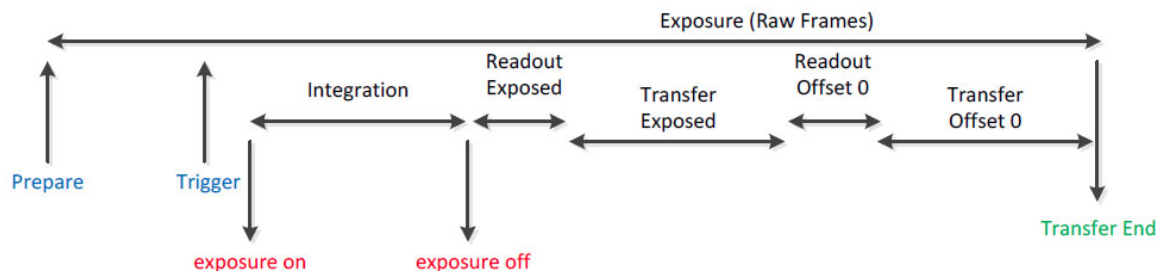 Exposure (Raw Frames)
Readout
Exposed
Readout
Offset 0
Integration
Transfer
Exposed
Transfer
Offset 0
Prepare
Trigger
Transfer End
exposure on
exposure off